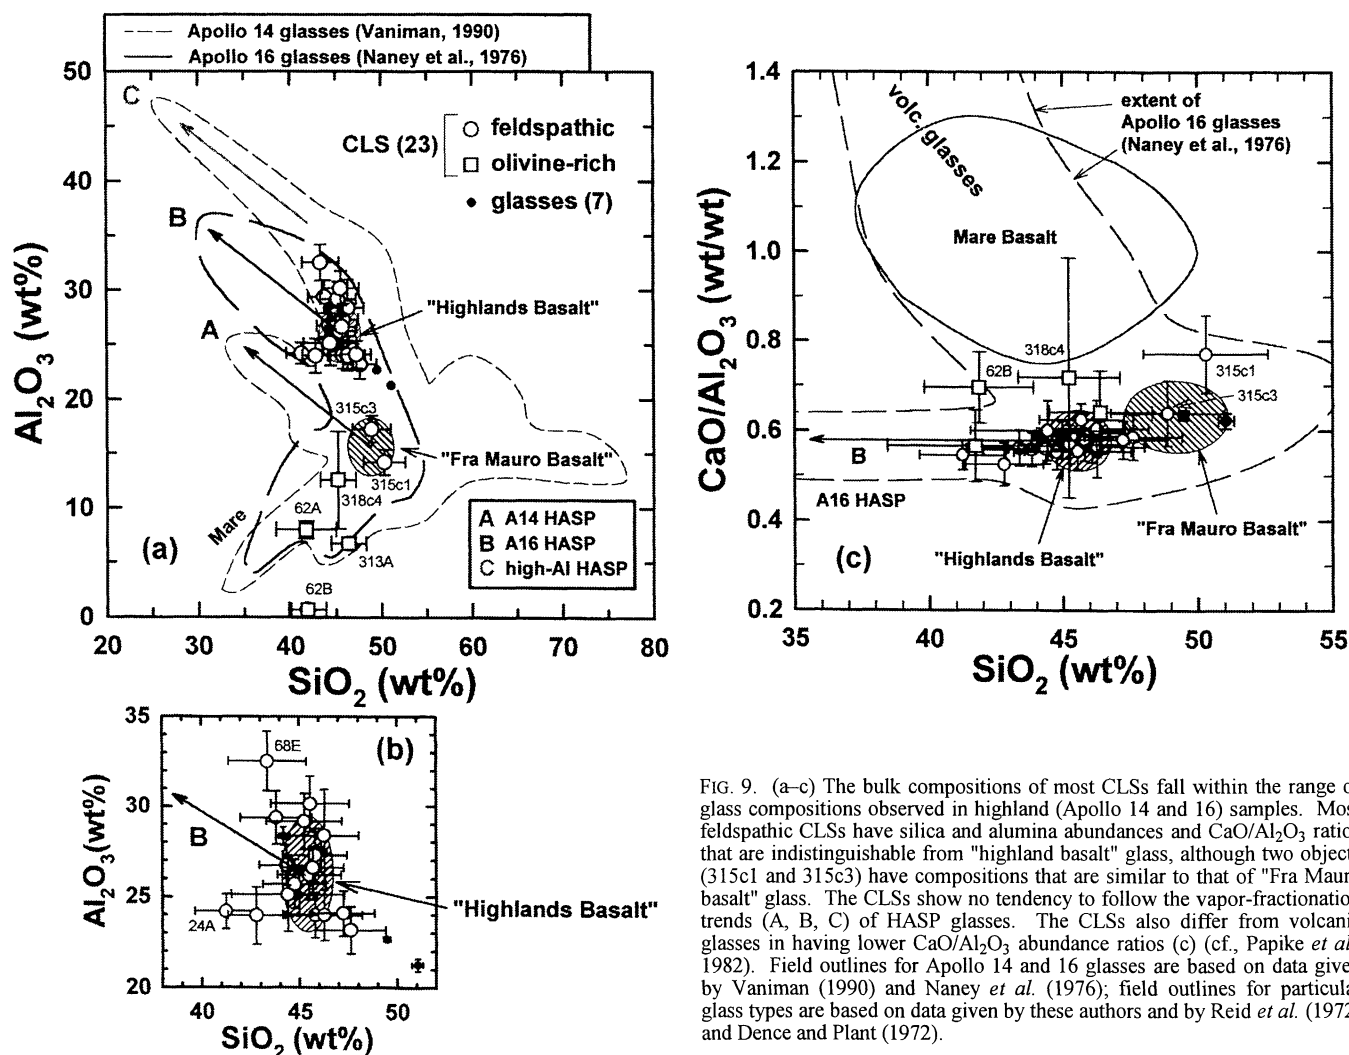 Apollo 14 glasses (Vaniman, 1990)
Apollo 16 glasses (Naney et al., 1976)
50
40
30
20
10
0
Al2O3 (wt%)
20 30 40 50 60 70 80
SiO2 (wt%)
C
B
A
CLS (23)
feldspathic
olivine-rich
glasses (7)
"Highlands Basalt"
315c3
"Fra Mauro Basalt"
315c1
318c4
62A
313A
62B
Mare
(a)
A A14 HASP
B A16 HASP
C high-Al HASP
1.4
1.2
1.0
0.8
0.6
0.4
0.2
CaO/Al2O3 (wt/wt)
35 40 45 50 55
SiO2 (wt%)
volc. glasses
extent of
Apollo 16 glasses
(Naney et al., 1976)
Mare Basalt
318c4
62B
315c1
315c3
B
A16 HASP
"Fra Mauro Basalt"
"Highlands Basalt"
(c)
35
30
25
20
Al2O3(wt%)
40 45 50
SiO2 (wt%)
(b)
68E
B
24A
"Highlands Basalt"
FIG. 9. (a–c) The bulk compositions of most CLSs fall within the range o
glass compositions observed in highland (Apollo 14 and 16) samples. Mos
feldspathic CLSs have silica and alumina abundances and CaO/Al2O3 ratio
that are indistinguishable from "highland basalt" glass, although two object
(315c1 and 315c3) have compositions that are similar to that of "Fra Maur
basalt" glass. The CLSs show no tendency to follow the vapor-fractionatio
trends (A, B, C) of HASP glasses. The CLSs also differ from volcani
glasses in having lower CaO/Al2O3 abundance ratios (c) (cf., Papike et al
1982). Field outlines for Apollo 14 and 16 glasses are based on data give
by Vaniman (1990) and Naney et al. (1976); field outlines for particula
glass types are based on data given by these authors and by Reid et al. (1972
and Dence and Plant (1972).